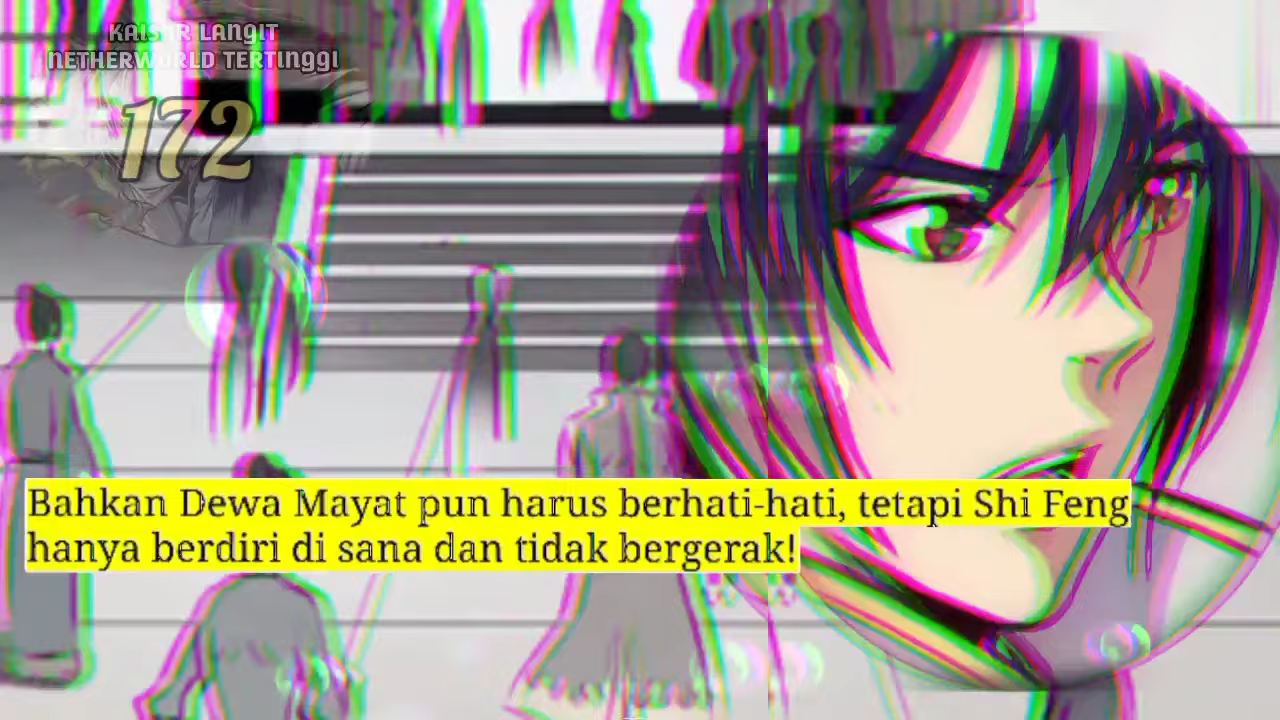 KAISAR LANGIT
NETHERWORLD TERTINGGI
172
Bahkan Dewa Mayat pun harus berhati-hati, tetapi Shi Feng
hanya berdiri di sana dan tidak bergerak!